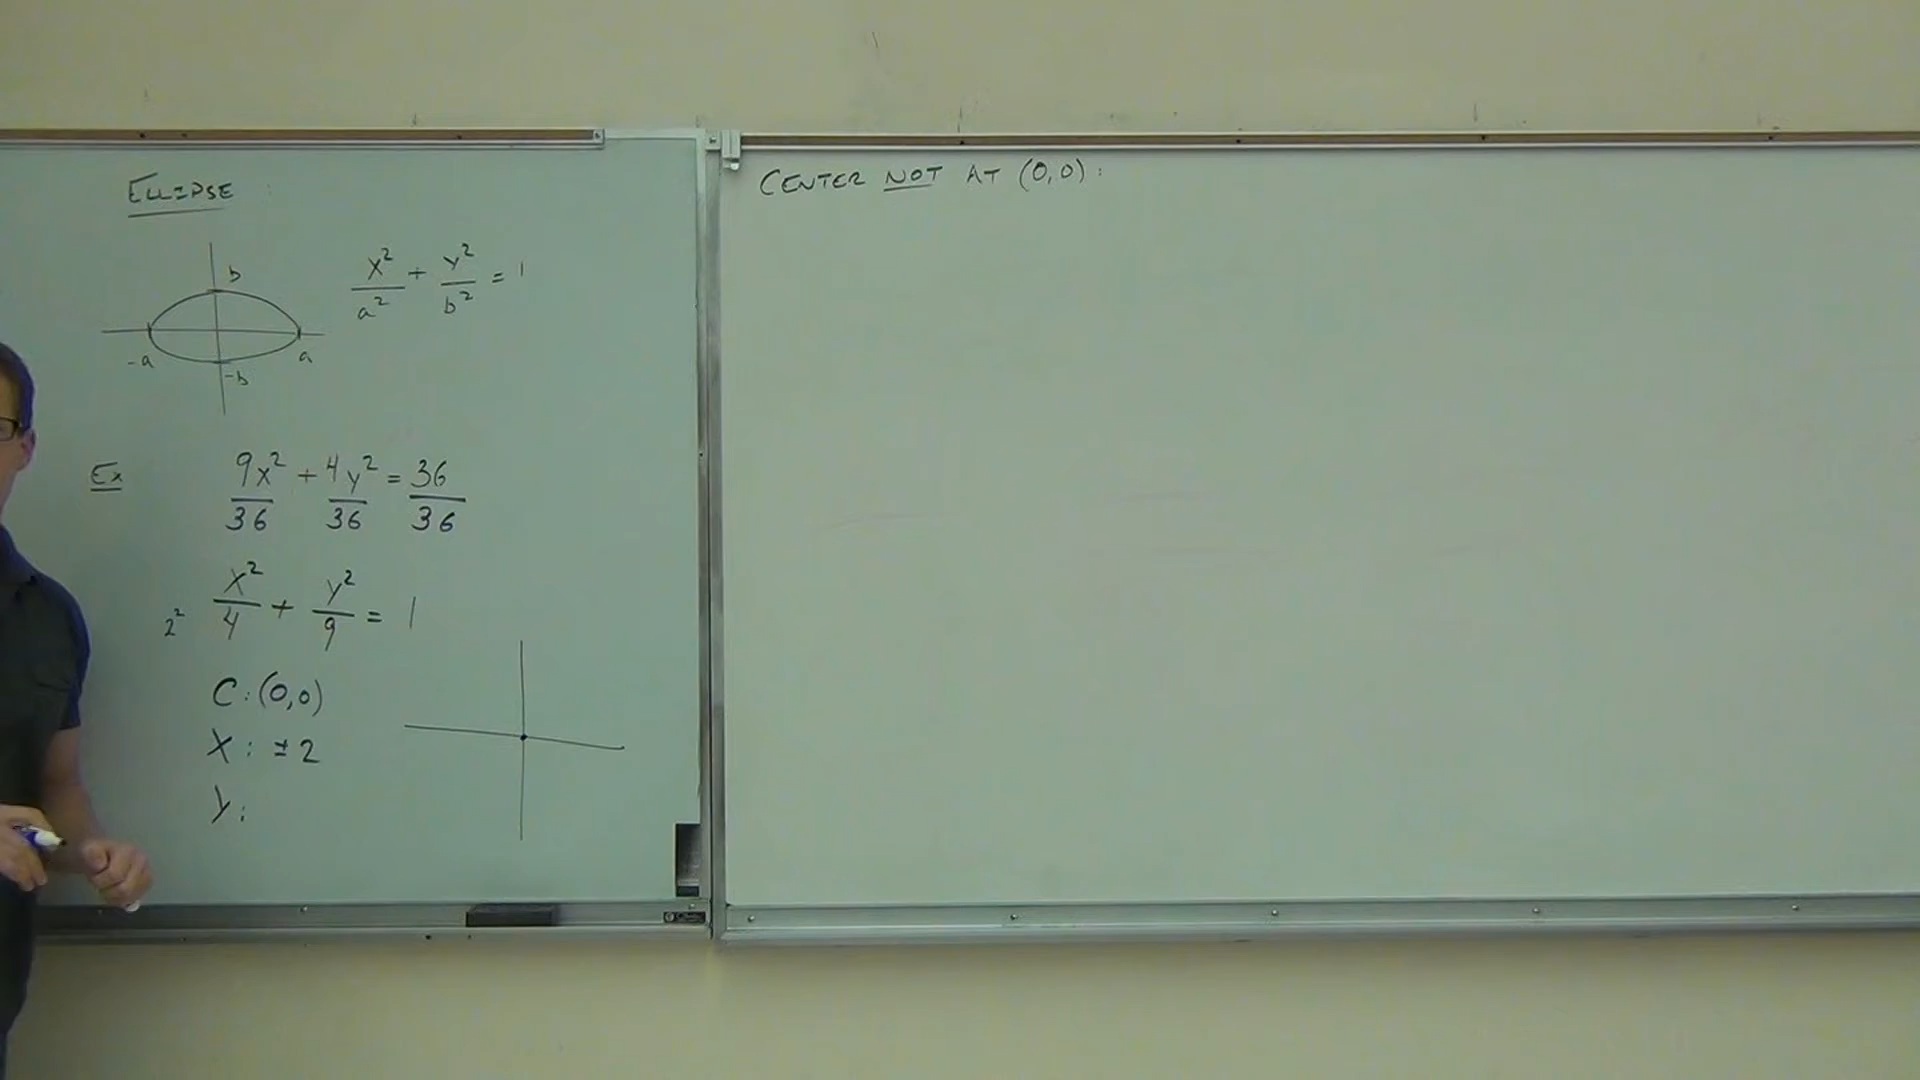 ELLIPSE :
b
-a
a
-b
x²/a² + y²/b² = 1
Ex
9x²/36 + 4y²/36 = 36/36
2² x²/4 + y²/9 = 1
C: (0,0)
X: ±2
Y:
CENTER NOT AT (0,0):